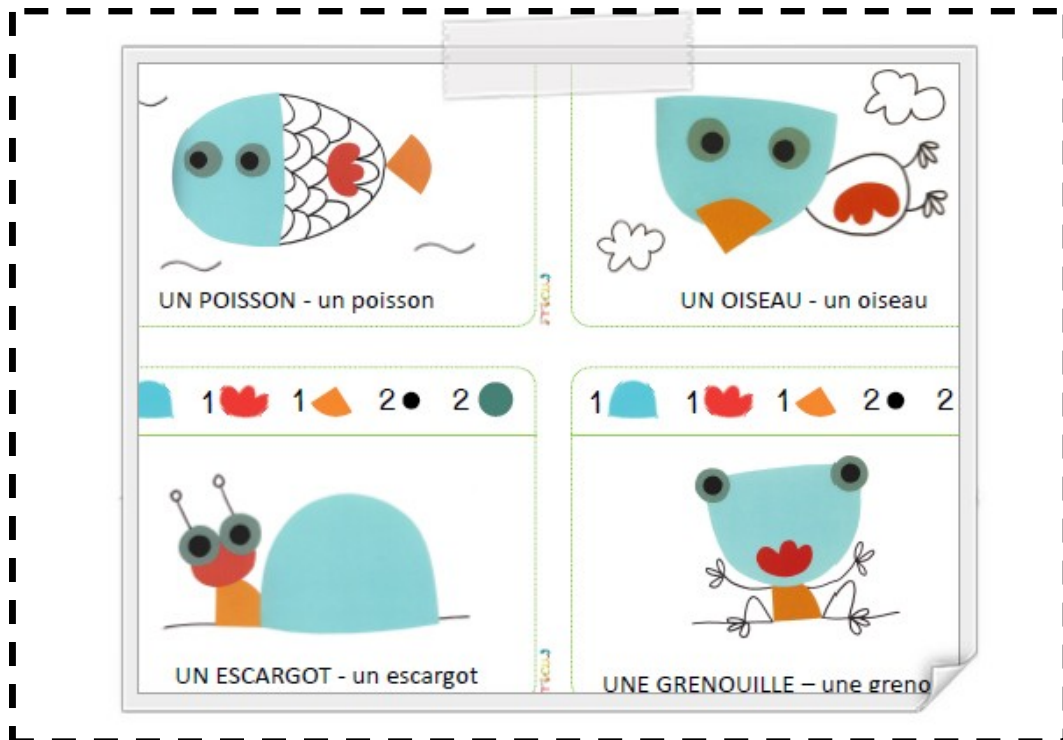 UN POISSON - un poisson
UN OISEAU - un oiseau
1 1 2 2
1 1 1 2 2
UN ESCARGOT - un escargot
UNE GRENOUILLE – une greno